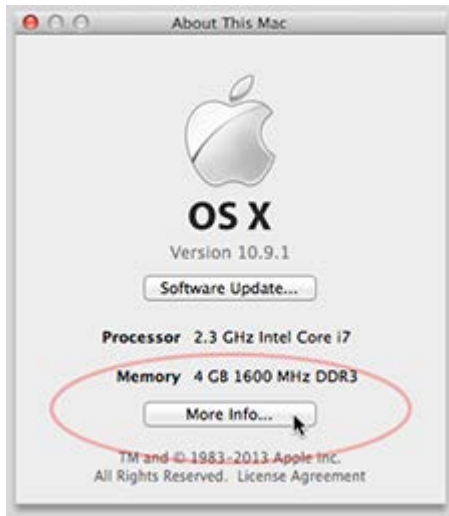 About This Mac
OS X
Version 10.9.1
Software Update...
Processor 2.3 GHz Intel Core i7
Memory 4 GB 1600 MHz DDR3
More Info...
TM and © 1983-2013 Apple Inc.
All Rights Reserved. License Agreement